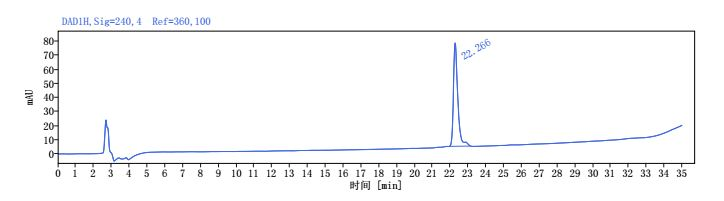 DAD1H,Sig=240,4  Ref=360,100
80
70
60
50
40
30
20
10
0
mAU
22.266
0 1 2 3 4 5 6 7 8 9 10 11 12 13 14 15 16 17 18 19 20 21 22 23 24 25 26 27 28 29 30 31 32 33 34 35
时间 [min]